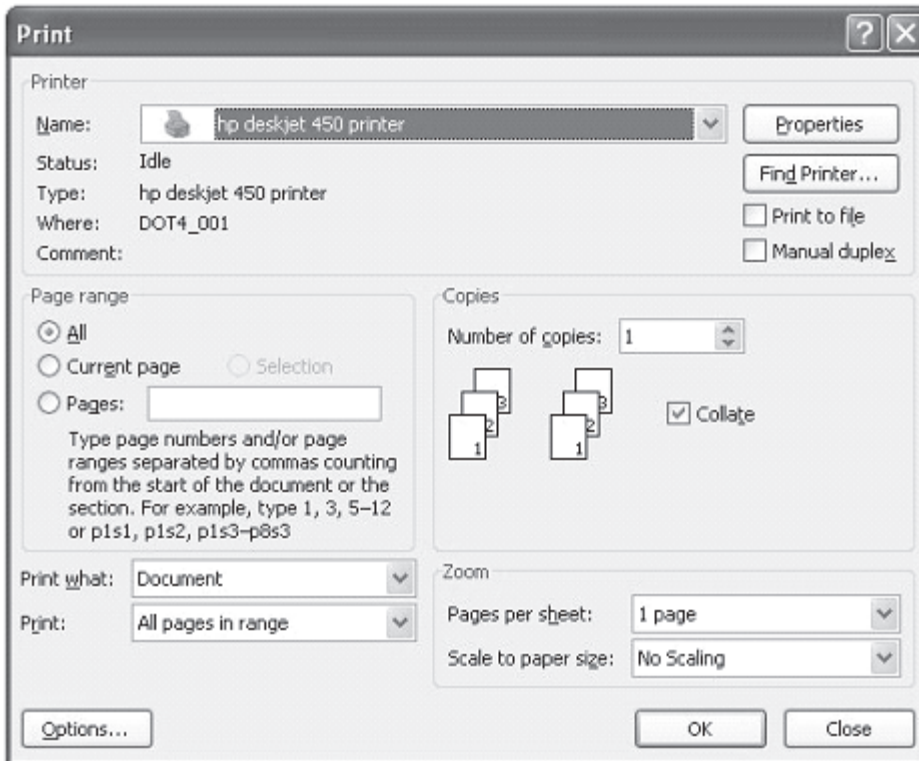 Print
Printer
Name: hp deskjet 450 printer Properties
Status: Idle
Find Printer...
Type: hp deskjet 450 printer
Where: DOT4_001
Print to file
Comment:
Manual duplex
Page range
All
Current page Selection
Pages:
Type page numbers and/or page
ranges separated by commas counting
from the start of the document or the
section. For example, type 1, 3, 5–12
or p1s1, p1s2, p1s3–p8s3
Copies
Number of copies: 1
3 3
2 2
1 1
Collate
Print what: Document
Print: All pages in range
Zoom
Pages per sheet: 1 page
Scale to paper size: No Scaling
Options... OK Close